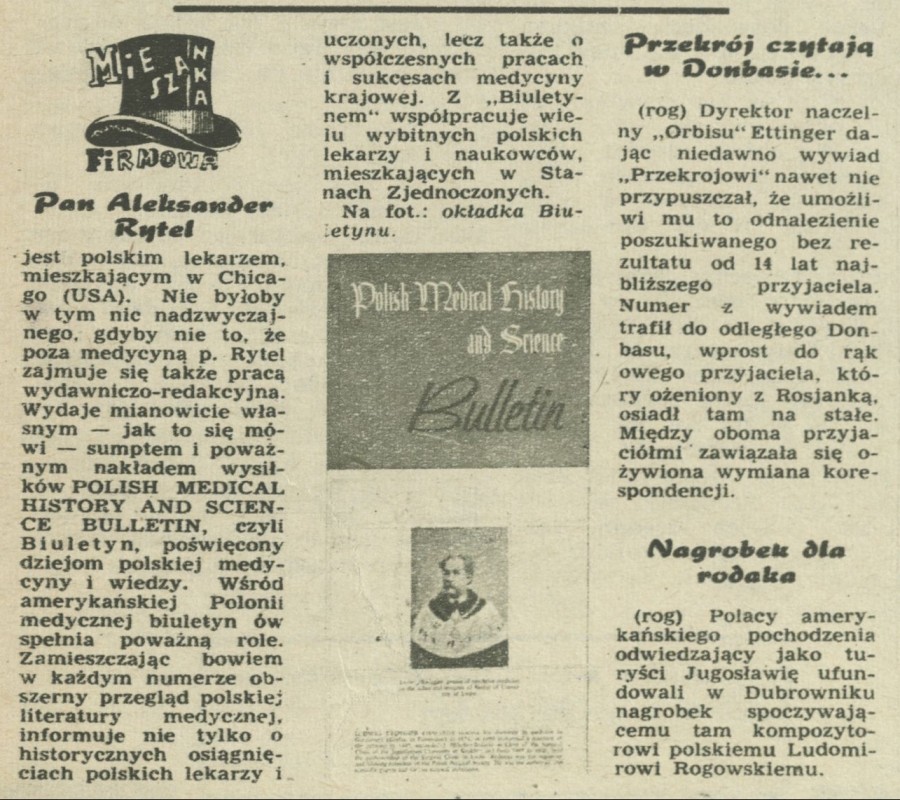 MiESZANKA
FiRMOWA
Pan Aleksander
Rytel
jest polskim lekarzem,
mieszkającym w Chica-
go (USA). Nie byłoby
w tym nic nadzwyczaj-
nego, gdyby nie to, że
poza medycyną p. Rytel
zajmuje się także pracą
wydawniczo-redakcyjna.
Wydaje mianowicie wła-
snym — jak to się mó-
wi — sumptem i poważ-
nym nakładem wysił-
ków POLISH MEDICAL
HISTORY AND SCIEN-
CE BULLETIN, czyli
Biuletyn, poświęcony
dziejom polskiej medy-
cyny i wiedzy. Wśród
amerykańskiej Polonii
medycznej biuletyn ów
spełnia poważną role.
Zamieszczając bowiem
w każdym numerze ob-
szerny przegląd polskiej
literatury medycznej,
informuje nie tylko o
historycznych osiągnię-
ciach polskich lekarzy i
uczonych, lecz także o
współczesnych pracach
i sukcesach medycyny
krajowej. Z „Biulety-
nem“ współpracuje wie-
lu wybitnych polskich
lekarzy i naukowców,
mieszkających w Sta-
nach Zjednoczonych.
Na fot.: okładka Biu-
letynu.
Polish Medical History
and Science
Bulletin
Przekrój czytają
w Donbasie...
(rog) Dyrektor naczel-
ny „Orbisu“ Ettinger da-
jąc niedawno wywiad
„Przekrojowi“ nawet nie
przypuszczał, że umożli-
wi mu to odnalezienie
poszukiwanego bez re-
zultatu od 14 lat naj-
bliższego przyjaciela.
Numer z wywiadem
trafił do odległego Don-
basu, wprost do rąk
owego przyjaciela, któ-
ry ożeniony z Rosjanką,
osiadł tam na stałe.
Między oboma przyja-
ciółmi zawiązała się o-
żywiona wymiana kore-
spondencji.
Nagrobek dla
rodaka
(rog) Polacy amery-
kańskiego pochodzenia
odwiedzający jako tu-
ryści Jugosławię ufun-
dowali w Dubrowniku
nagrobek spoczywają-
cemu tam kompozyto-
rowi polskiemu Ludomi-
rowi Rogowskiemu.